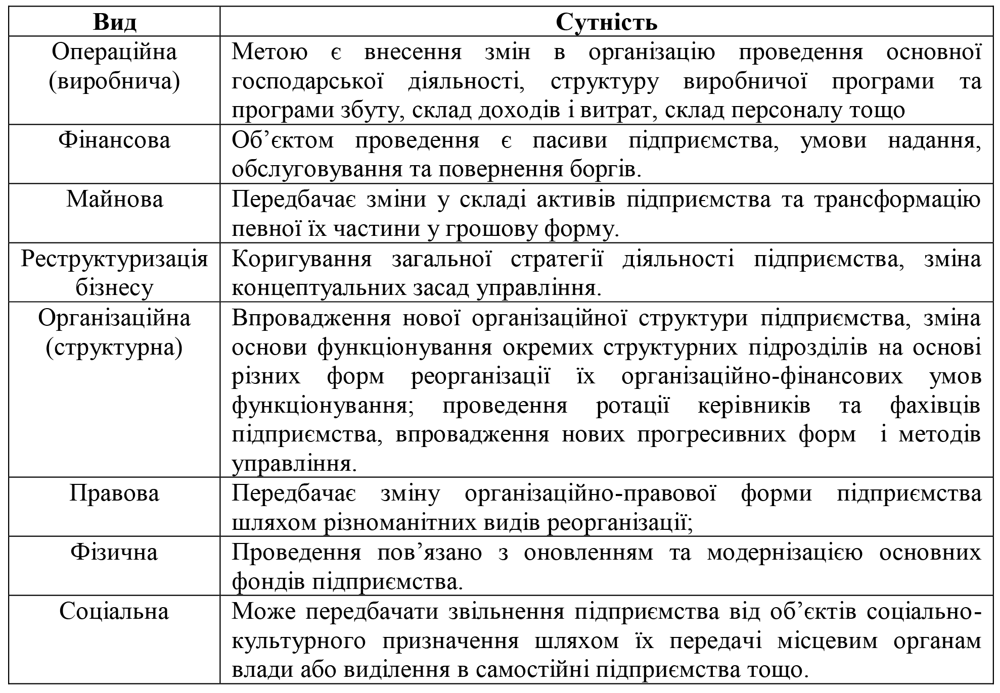 Вид
Сутність
Операційна
(виробнича)
Метою є внесення змін в організацію проведення основної
господарської діяльності, структуру виробничої програми та
програми збуту, склад доходів і витрат, склад персоналу тощо
Фінансова
Об’єктом проведення є пасиви підприємства, умови надання,
обслуговування та повернення боргів.
Майнова
Передбачає зміни у складі активів підприємства та трансформацію
певної їх частини у грошову форму.
Реструктуризація
бізнесу
Коригування загальної стратегії діяльності підприємства, зміна
концептуальних засад управління.
Організаційна
(структурна)
Впровадження нової організаційної структури підприємства, зміна
основи функціонування окремих структурних підрозділів на основі
різних форм реорганізації їх організаційно-фінансових умов
функціонування; проведення ротації керівників та фахівців
підприємства, впровадження нових прогресивних форм і методів
управління.
Правова
Передбачає зміну організаційно-правової форми підприємства
шляхом різноманітних видів реорганізації;
Фізична
Проведення пов’язано з оновленням та модернізацією основних
фондів підприємства.
Соціальна
Може передбачати звільнення підприємства від об’єктів соціально-
культурного призначення шляхом їх передачі місцевим органам
влади або виділення в самостійні підприємства тощо.